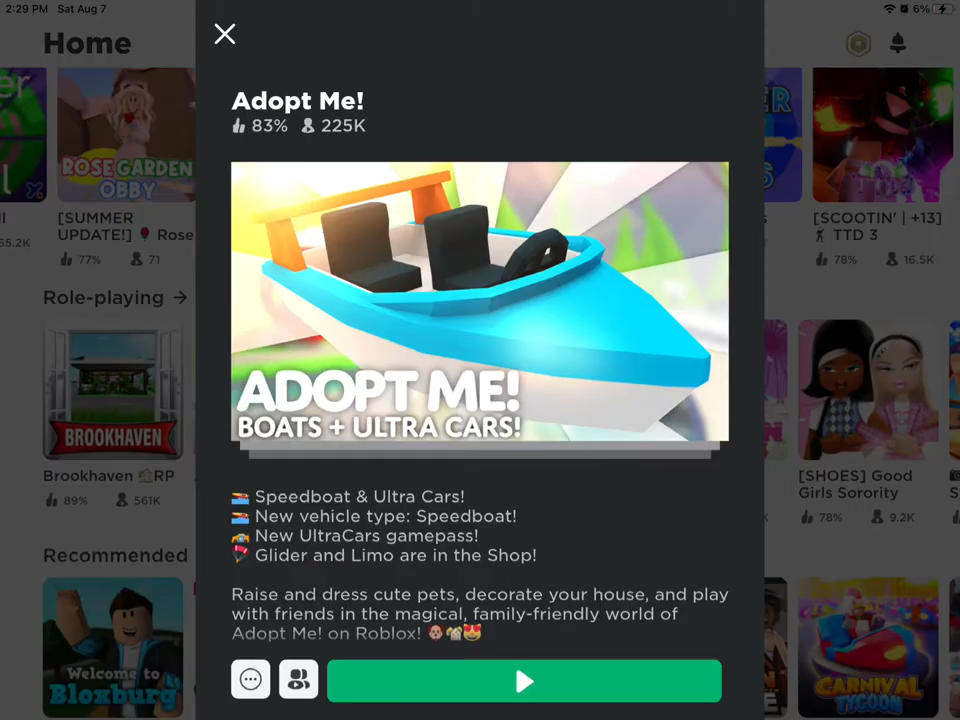 2:29 PM Sat Aug 7
6%
Home
Adopt Me!
83% 225K
ROSE GARDEN
OBBY
[SUMMER
UPDATE!] 🌹 Rose
77% 71
65.2K
[SCOOTIN' | +13]
TTD 3
78% 16.5K
ADOPT ME!
BOATS + ULTRA CARS!
Role-playing →
BROOKHAVEN
Brookhaven 🏡RP
89% 561K
[SHOES] Good
Girls Sorority
78% 9.2K
🚤 Speedboat & Ultra Cars!
🚤 New vehicle type: Speedboat!
New UltraCars gamepass!
Glider and Limo are in the Shop!
Raise and dress cute pets, decorate your house, and play
with friends in the magical, family-friendly world of
Adopt Me! on Roblox! 🐶🐩😻
Recommended
Welcome to
Bloxburg
CARNIVAL
TYCOON